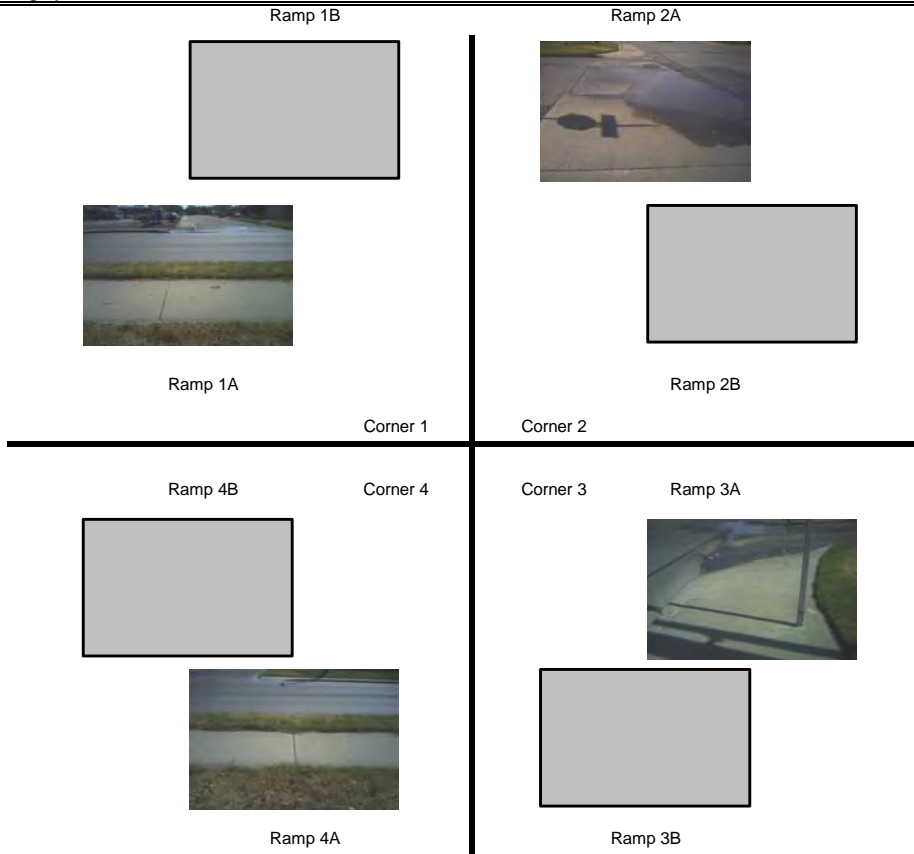 Ramp 1B
Ramp 2A
Ramp 1A
Ramp 2B
Corner 1
Corner 2
Ramp 4B
Corner 4
Corner 3
Ramp 3A
Ramp 4A
Ramp 3B